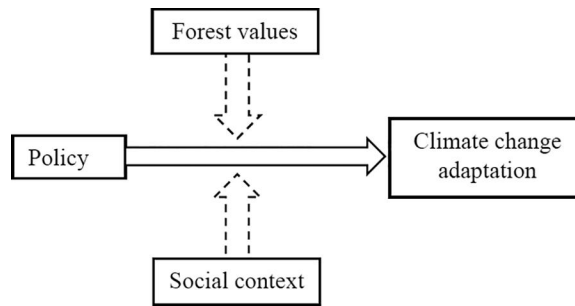 Forest values
Policy
Climate change
adaptation
Social context